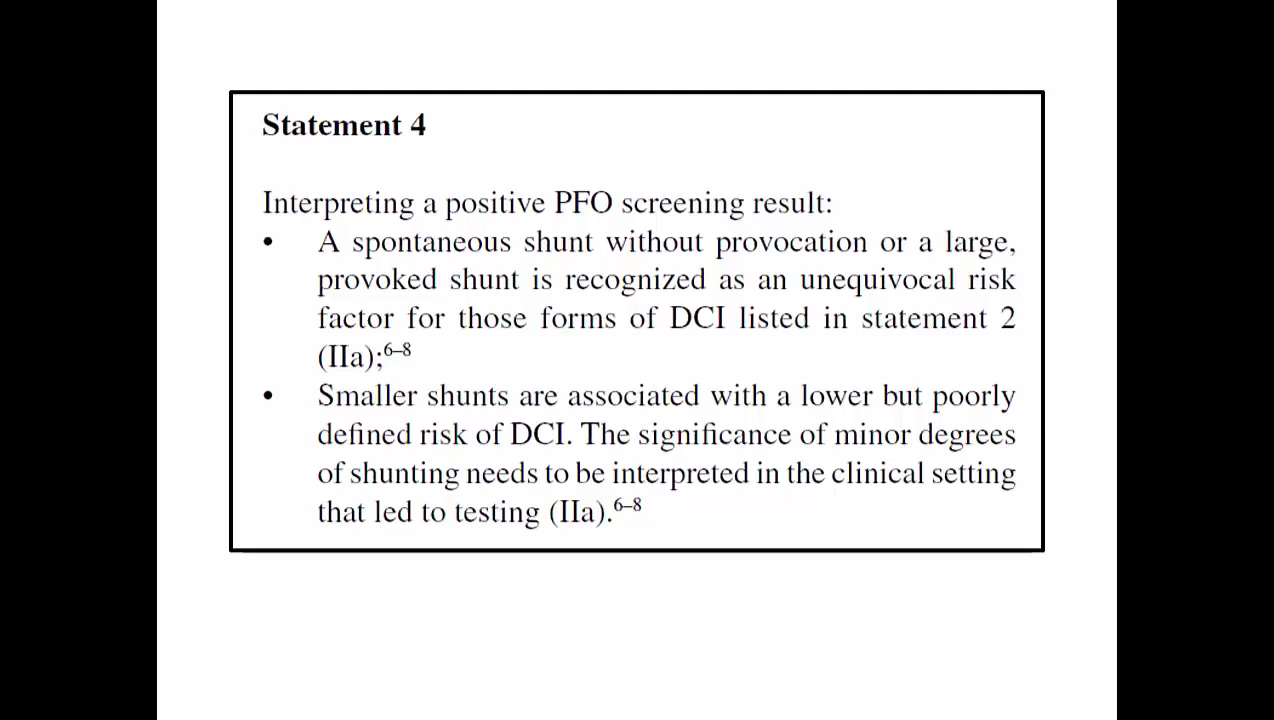 Statement 4
Interpreting a positive PFO screening result:
• A spontaneous shunt without provocation or a large,
provoked shunt is recognized as an unequivocal risk
factor for those forms of DCI listed in statement 2
(IIa);6–8
• Smaller shunts are associated with a lower but poorly
defined risk of DCI. The significance of minor degrees
of shunting needs to be interpreted in the clinical setting
that led to testing (IIa).6–8